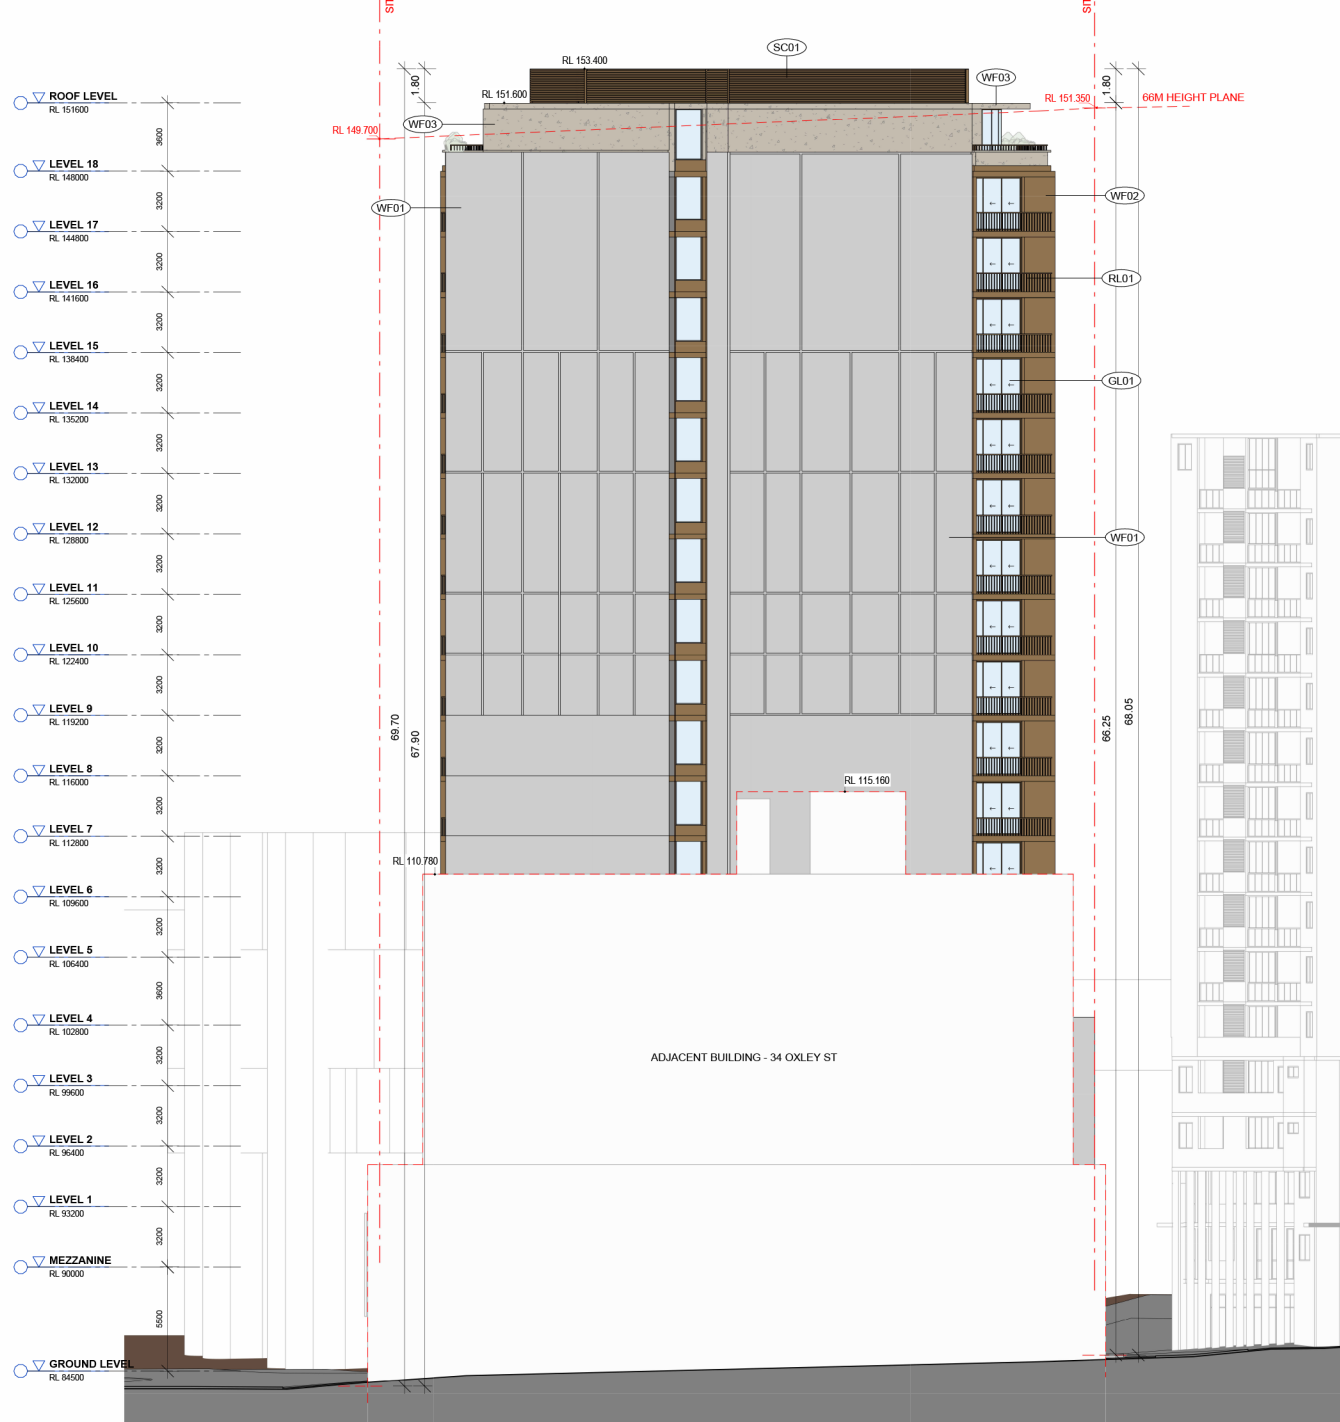 SC01
RL 153.400
WF03
1.80
1.80
ROOF LEVEL
RL 151600
RL 151.600
RL 151.350
66M HEIGHT PLANE
RL 149.700
WF03
3600
LEVEL 18
RL 148000
WF01
WF02
3200
LEVEL 17
RL 144800
3200
RL01
LEVEL 16
RL 141600
3200
LEVEL 15
RL 138400
GL01
3200
LEVEL 14
RL 135200
3200
LEVEL 13
RL 132000
3200
LEVEL 12
RL 128800
WF01
3200
LEVEL 11
RL 125600
3200
LEVEL 10
RL 122400
3200
LEVEL 9
RL 119200
69.70
67.90
66.25
68.05
3200
LEVEL 8
RL 116000
RL 115.160
3200
LEVEL 7
RL 112800
3200
RL 110.780
LEVEL 6
RL 109600
3200
LEVEL 5
RL 106400
3600
LEVEL 4
RL 102800
3200
ADJACENT BUILDING - 34 OXLEY ST
LEVEL 3
RL 99600
3200
LEVEL 2
RL 96400
3200
LEVEL 1
RL 93200
3200
MEZZANINE
RL 90000
5500
GROUND LEVEL
RL 84500